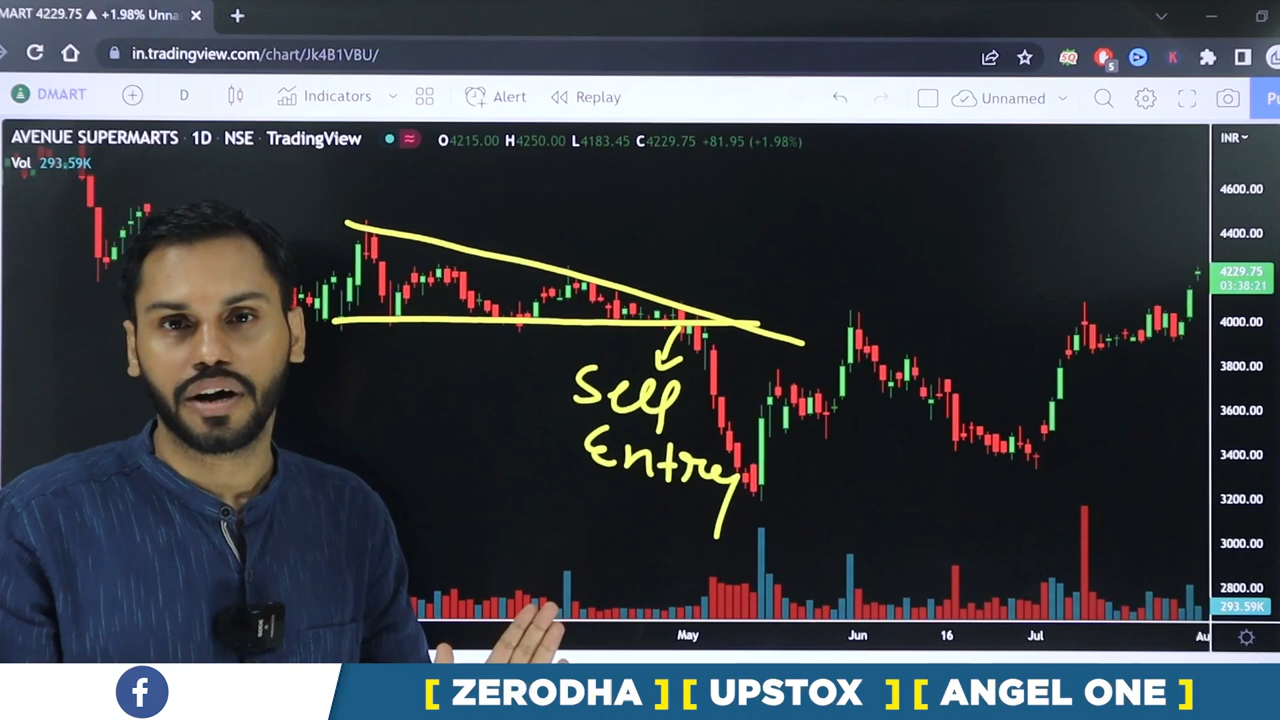 MART 4229.75 ▲ +1.98% Unna
in.tradingview.com/chart/Jk4B1VBU/
SQ
5
K
DMART
D
Indicators
Alert
Replay
Unnamed
AVENUE SUPERMARTS · 1D · NSE · TradingView
O4215.00 H4250.00 L4183.45 C4229.75 +81.95 (+1.98%)
INR
Vol 293.59K
4600.00
4400.00
4229.75
03:38:21
4000.00
3800.00
3600.00
3400.00
3200.00
3000.00
2800.00
293.59K
Sell
Entry
May
Jun
16
Jul
Au
f
[ ZERODHA ] [ UPSTOX ] [ ANGEL ONE ]